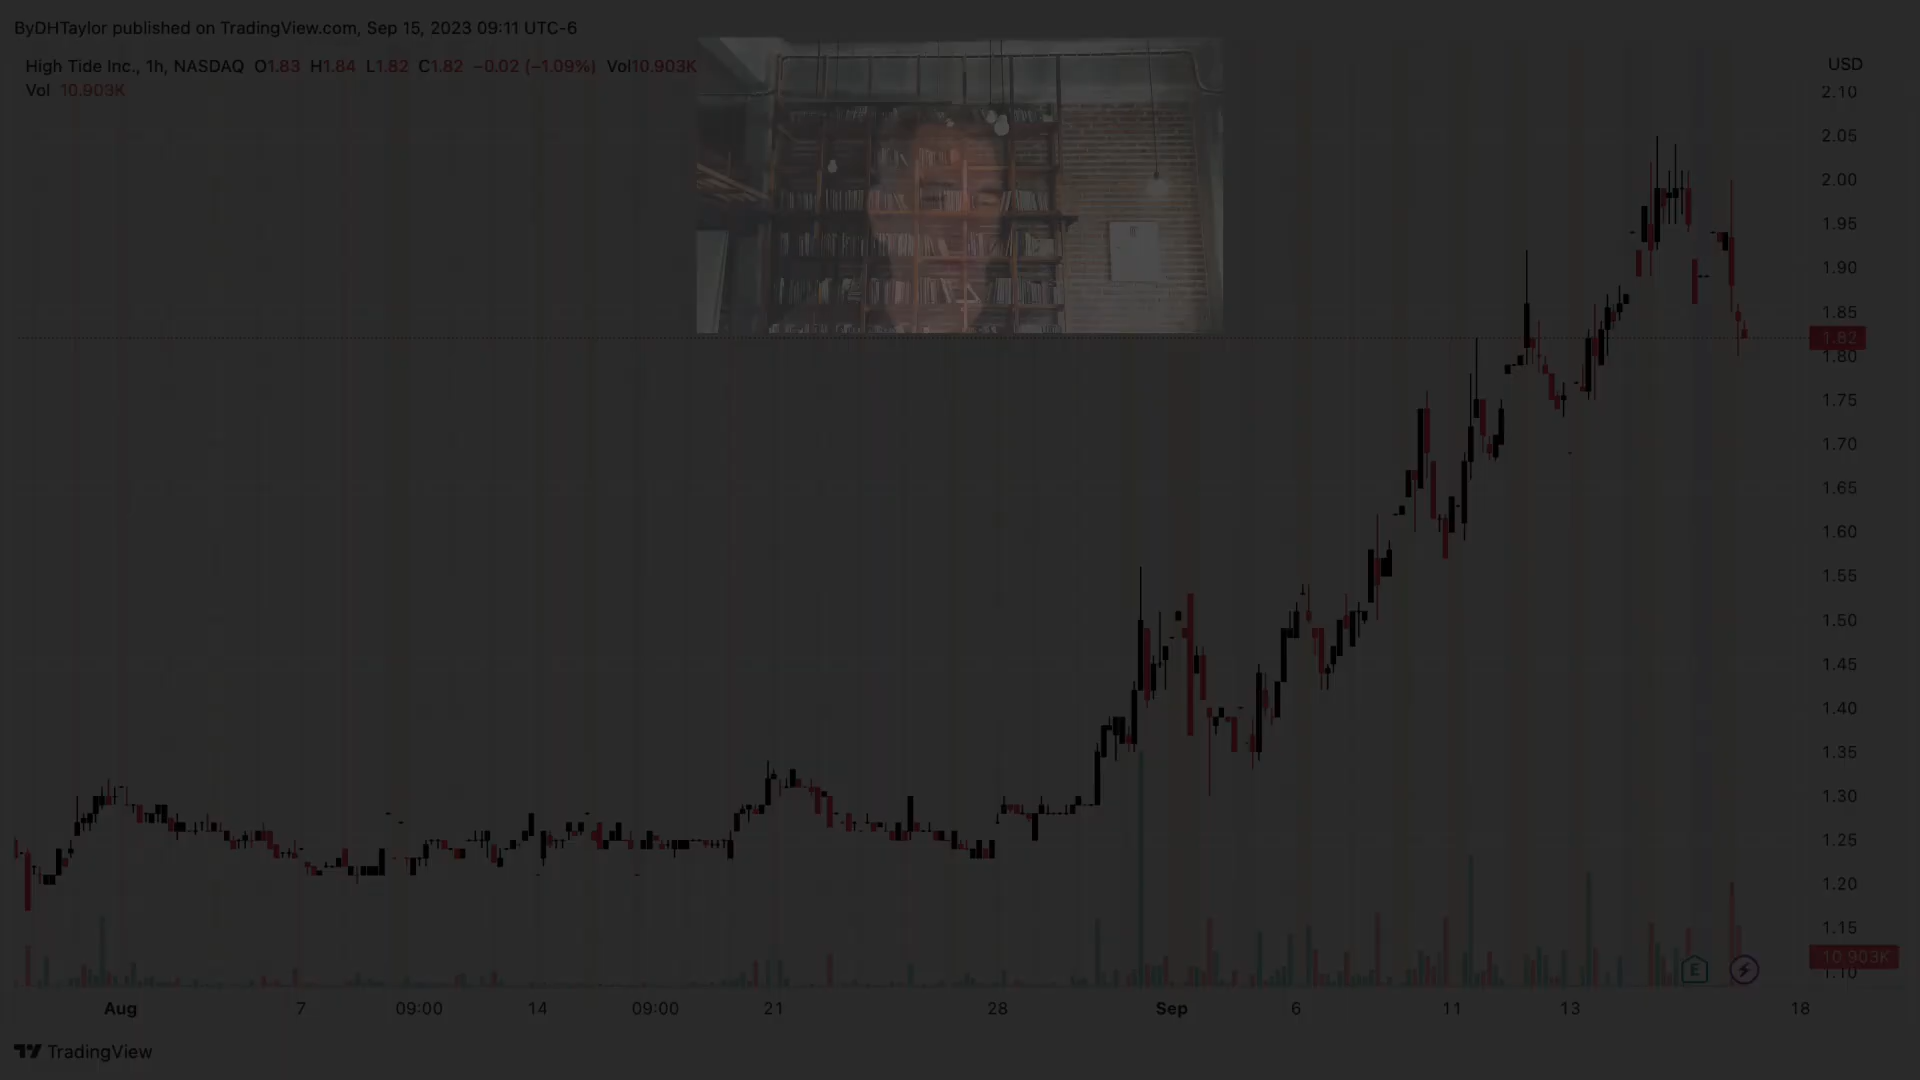 ByDHTaylor published on TradingView.com, Sep 15, 2023 09:11 UTC-6
High Tide Inc., 1h, NASDAQ O1.83 H1.84 L1.82 C1.82 −0.02 (−1.09%) Vol10.903K
Vol 10.903K
USD
2.10
2.05
2.00
1.95
1.90
1.85
1.82
1.80
1.75
1.70
1.65
1.60
1.55
1.50
1.45
1.40
1.35
1.30
1.25
1.20
1.15
10.903K
1.10
E
Aug 7 09:00 14 09:00 21 28 Sep 6 11 13 18
TradingView